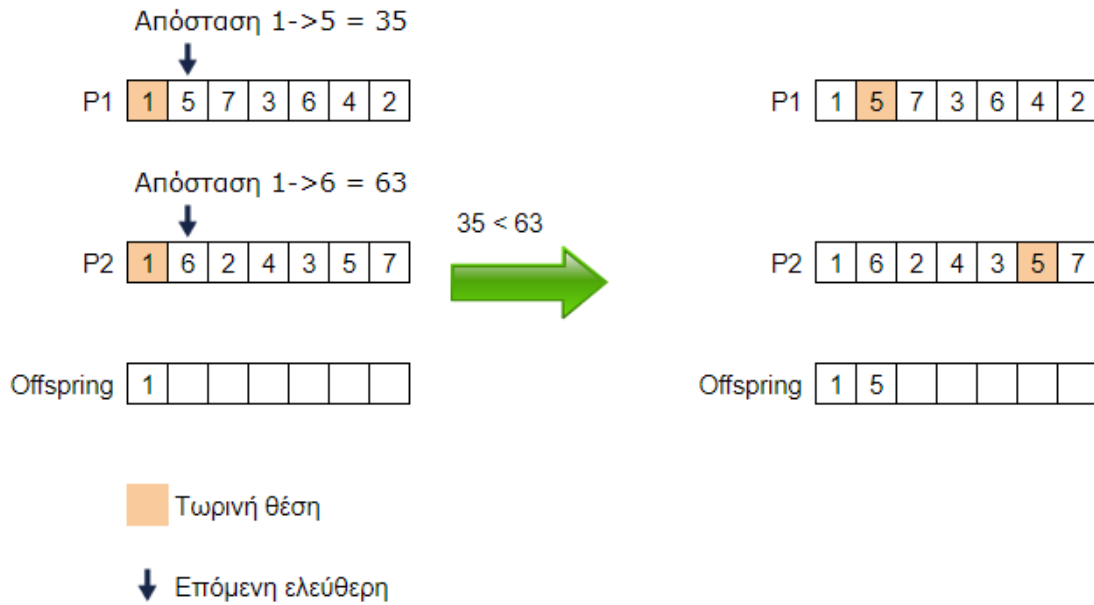 Απόσταση 1->5 = 35
P1 1 5 7 3 6 4 2
P1 1 5 7 3 6 4 2
Απόσταση 1->6 = 63
35 < 63
P2 1 6 2 4 3 5 7
P2 1 6 2 4 3 5 7
Offspring 1
Offspring 1 5
Τωρινή θέση
Επόμενη ελεύθερη